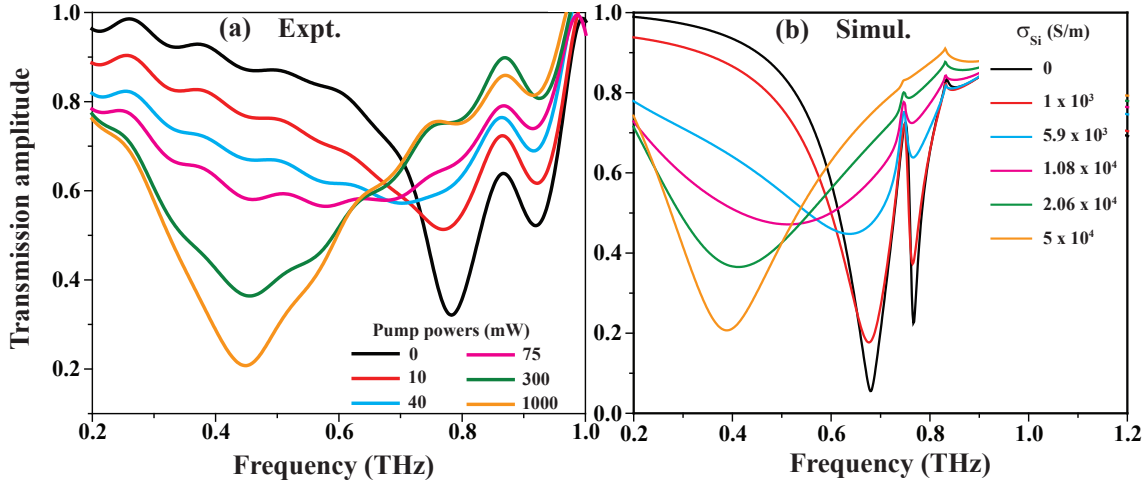 (a) Expt.
1.0
0.8
0.6
0.4
0.2
Transmission amplitude
Pump powers (mW)
0 75
10 300
40 1000
0.2 0.4 0.6 0.8 1.0
Frequency (THz)
(b) Simul.
σSi (S/m)
0
1 x 10³
5.9 x 10³
1.08 x 10⁴
2.06 x 10⁴
5 x 10⁴
1.0
0.8
0.6
0.4
0.2
0.0
0.2 0.4 0.6 0.8 1.0 1.2
Frequency (THz)